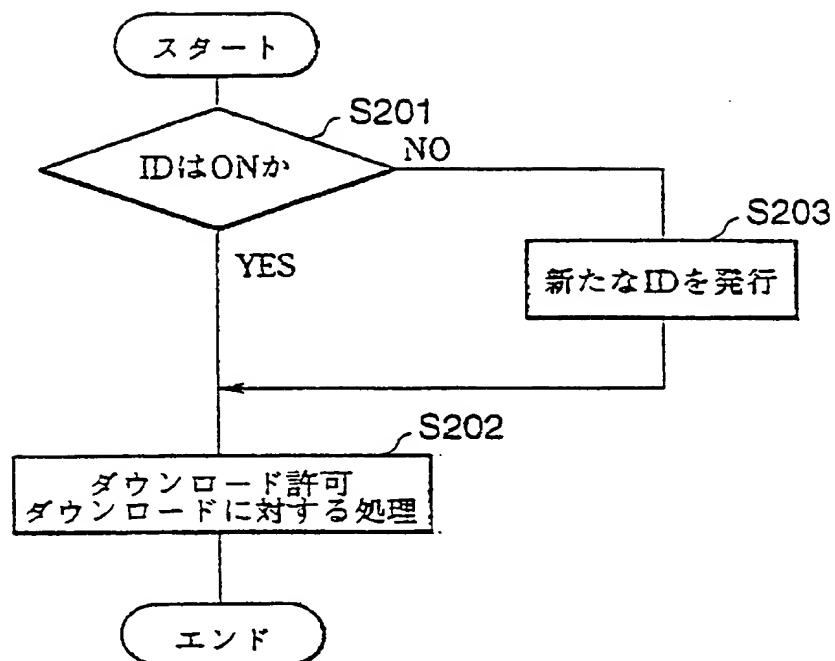 スタート
S201
IDはONか
NO
S203
YES
新たなIDを発行
S202
ダウンロード許可
ダウンロードに対する処理
エンド